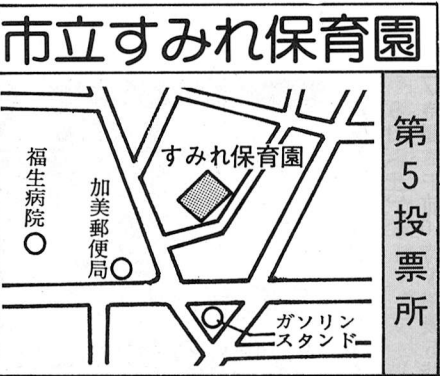 市立すみれ保育園
第5投票所
すみれ保育園
福生病院
加美郵便局
ガソリン
スタンド